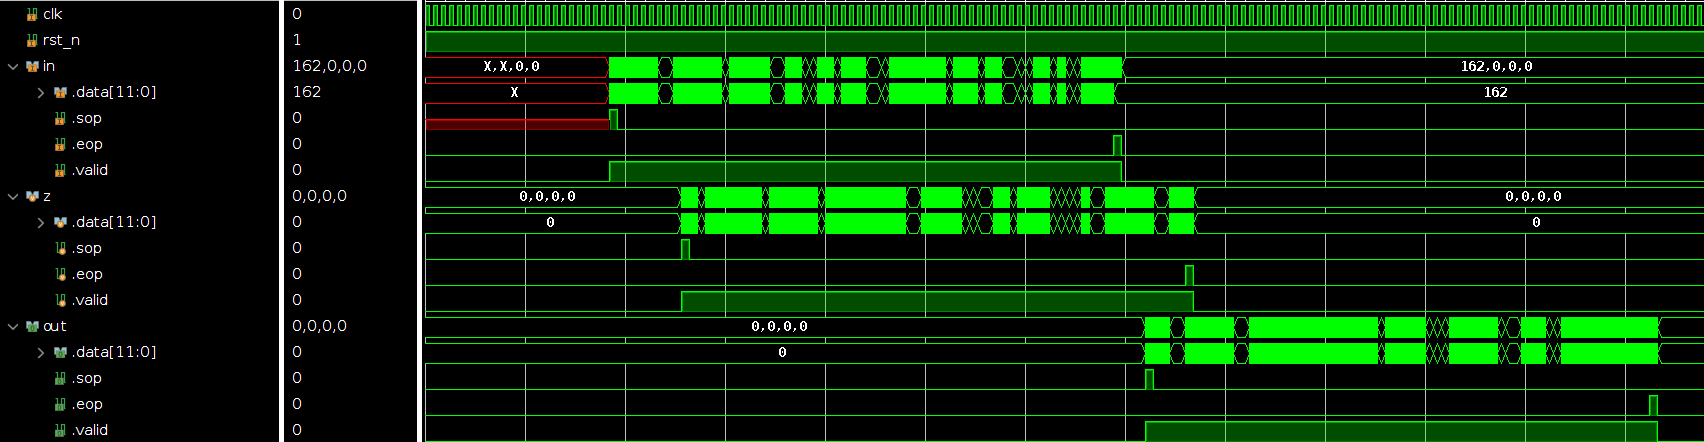 clk 0
rst_n 1
in 162,0,0,0 X,X,0,0 162,0,0,0
.data[11:0] 162 X 162
.sop 0
.eop 0
.valid 0
z 0,0,0,0 0,0,0,0 0,0,0,0
.data[11:0] 0 0 0
.sop 0
.eop 0
.valid 0
out 0,0,0,0 0,0,0,0
.data[11:0] 0 0
.sop 0
.eop 0
.valid 0